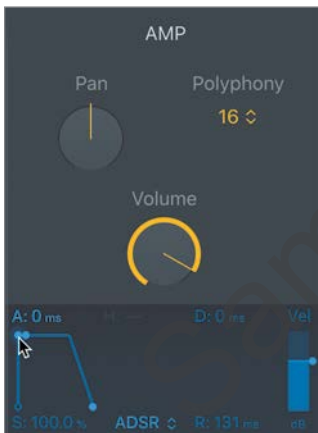 AMP
Pan Polyphony
16
Volume
A: 0 ms D: 0 ms Vel
S: 100.0 % ADSR R: 131 ms dB